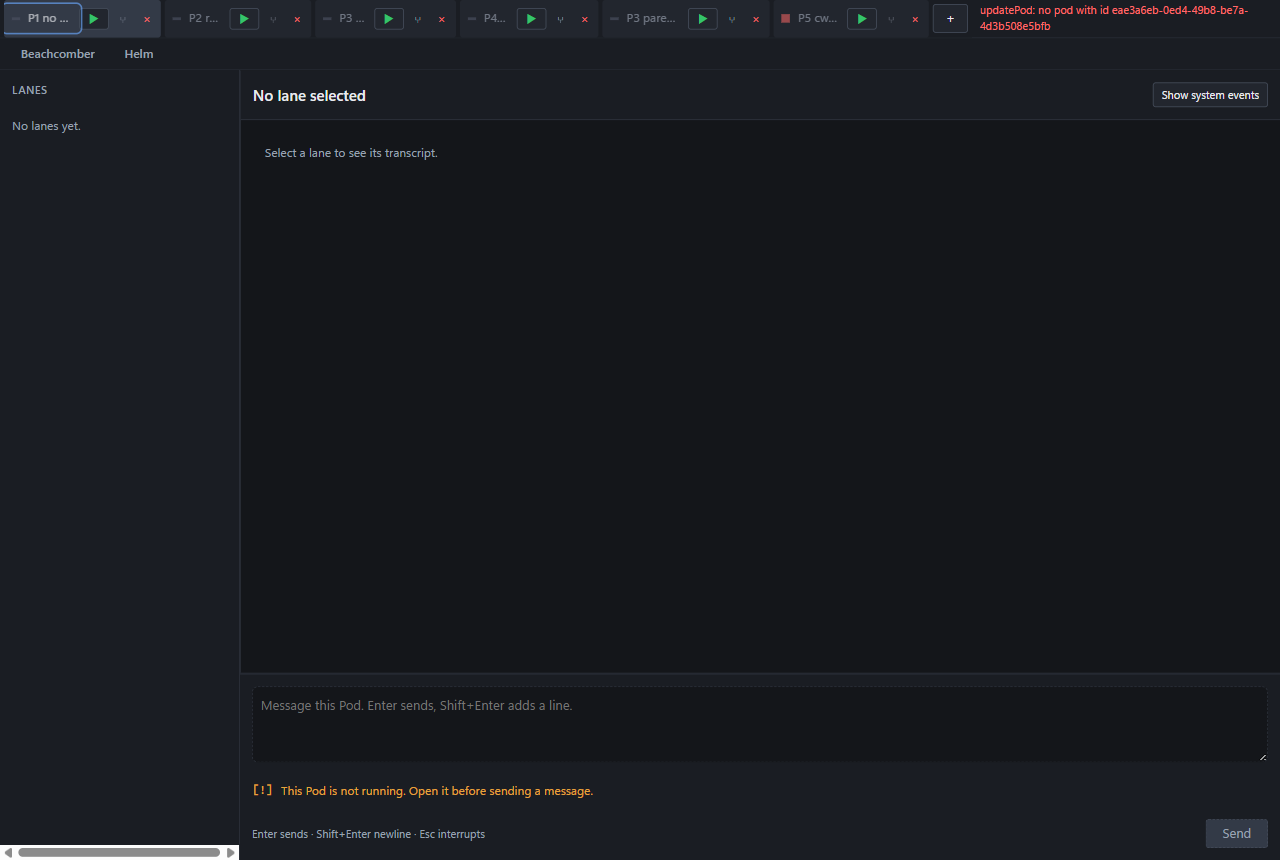 P1 no ...
P2 r...
P3 ...
P4...
P3 pare...
P5 cw...
+
updatePod: no pod with id eae3a6eb-0ed4-49b8-be7a-
4d3b508e5bfb
Beachcomber
Helm
LANES
No lanes yet.
No lane selected
Show system events
Select a lane to see its transcript.
Message this Pod. Enter sends, Shift+Enter adds a line.
[!] This Pod is not running. Open it before sending a message.
Enter sends · Shift+Enter newline · Esc interrupts
Send